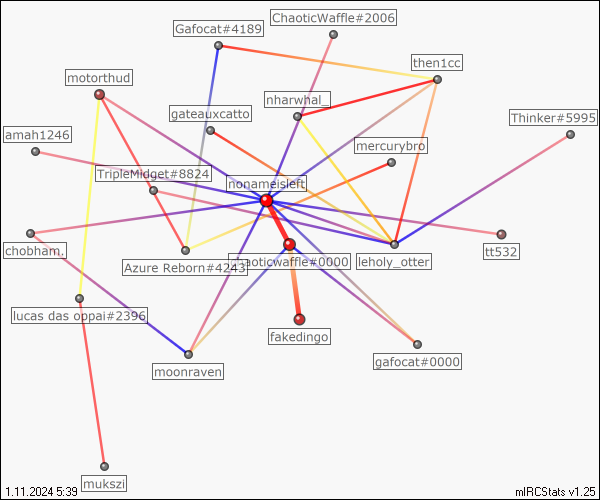 ChaoticWaffle#2006
Gafocat#4189
then1cc
motorthud
nharwhal_
gateauxcatto
Thinker#5995
amah1246
mercurybro
TripleMidget#8824
nonameisleft
chobham.
tt532
Azure Reborn#4243
aoticwaffle#0000
leholy_otter
lucas das oppai#2396
fakedingo
moonraven
gafocat#0000
mukszi
1.11.2024 5:39
mIRCStats v1.25